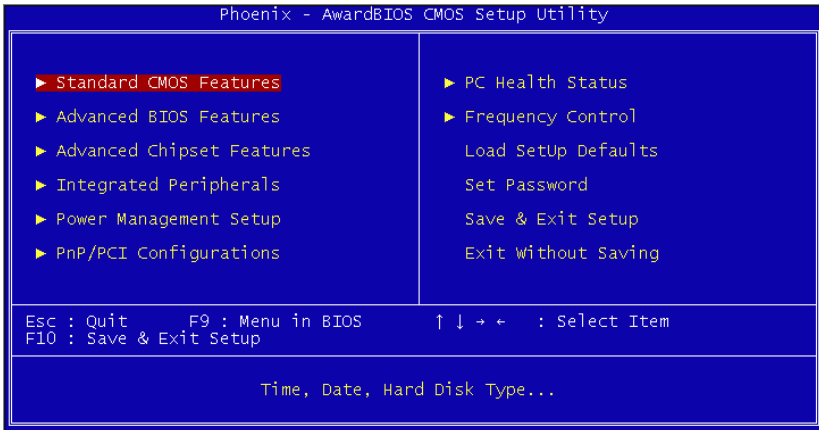 Phoenix - AwardBIOS CMOS Setup Utility
▶ Standard CMOS Features
▶ Advanced BIOS Features
▶ Advanced Chipset Features
▶ Integrated Peripherals
▶ Power Management Setup
▶ PnP/PCI Configurations
▶ PC Health Status
▶ Frequency Control
Load SetUp Defaults
Set Password
Save & Exit Setup
Exit Without Saving
Esc : Quit F9 : Menu in BIOS ↑ ↓ → ← : Select Item
F10 : Save & Exit Setup
Time, Date, Hard Disk Type...